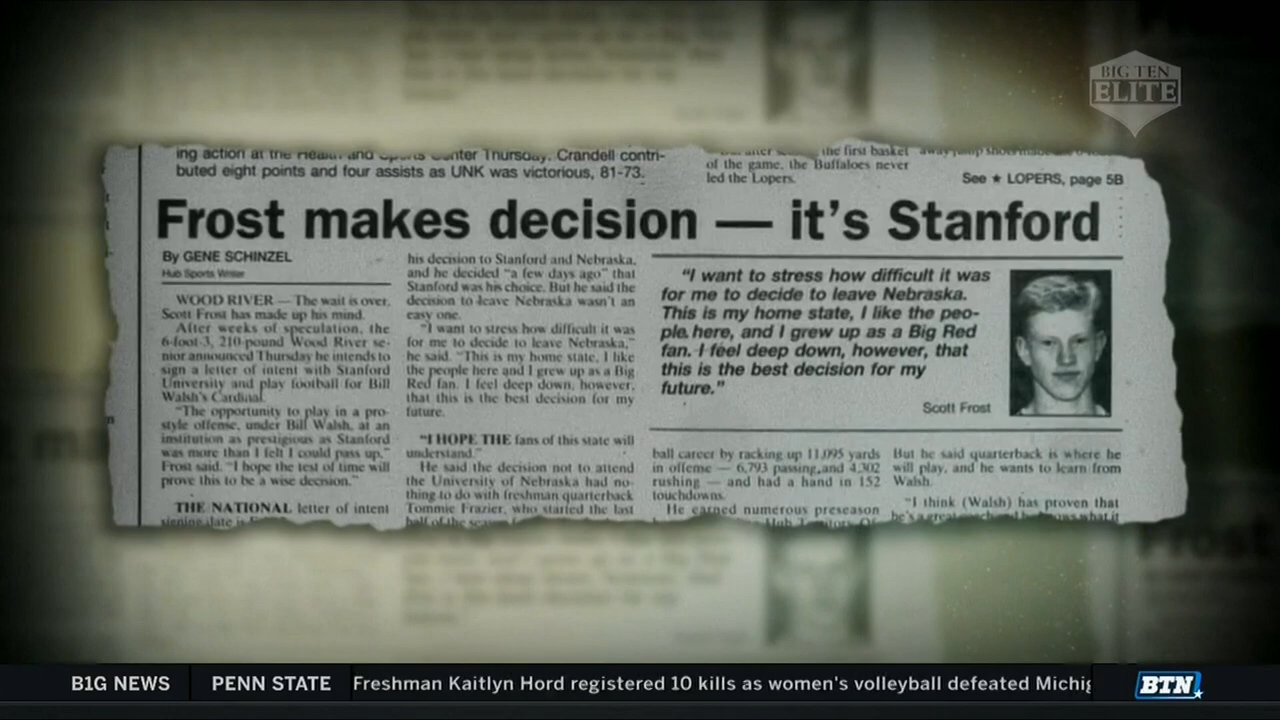 BIG TEN
ELITE
ing action at the Health and Sports Center Thursday. Crandell contri-
buted eight points and four assists as UNK was victorious, 81-73.
the first basket
of the game, the Buffaloes never
led the Lopers.
See ★ LOPERS, page 5B
Frost makes decision — it's Stanford
By GENE SCHINZEL
Hub Sports Writer
WOOD RIVER — The wait is over.
Scott Frost has made up his mind.
After weeks of speculation, the
6-foot-3, 210-pound Wood River se-
nior announced Thursday he intends to
sign a letter of intent with Stanford
University and play football for Bill
Walsh's Cardinal.
"The opportunity to play in a pro-
style offense, under Bill Walsh, at an
institution as prestigious as Stanford
was more than I felt I could pass up,"
Frost said. "I hope the test of time will
prove this to be a wise decision."
THE NATIONAL letter of intent
signing date is
his decision to Stanford and Nebraska,
and he decided "a few days ago" that
Stanford was his choice. But he said the
decision to leave Nebraska wasn't an
easy one.
"I want to stress how difficult it was
for me to decide to leave Nebraska,"
he said. "This is my home state, I like
the people here and I grew up as a Big
Red fan. I feel deep down, however,
that this is the best decision for my
future.
"I HOPE THE fans of this state will
understand."
He said the decision not to attend
the University of Nebraska had no-
thing to do with freshman quarterback
Tommie Frazier, who started the last
half of the
"I want to stress how difficult it was
for me to decide to leave Nebraska.
This is my home state, I like the peo-
ple here, and I grew up as a Big Red
fan. I feel deep down, however, that
this is the best decision for my
future."
Scott Frost
ball career by racking up 11,095 yards
in offense — 6,793 passing and 4,302
rushing — and had a hand in 152
touchdowns.
He earned numerous preseason
But he said quarterback is where he
will play, and he wants to learn from
Walsh.
"I think (Walsh) has proven that
he's a great
B1G NEWS
PENN STATE
Freshman Kaitlyn Hord registered 10 kills as women's volleyball defeated Michig
BTN